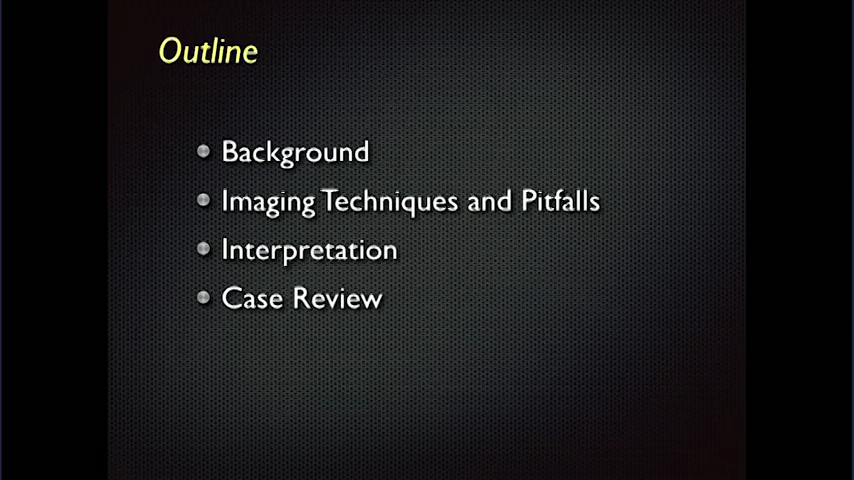 Outline
Background
Imaging Techniques and Pitfalls
Interpretation
Case Review